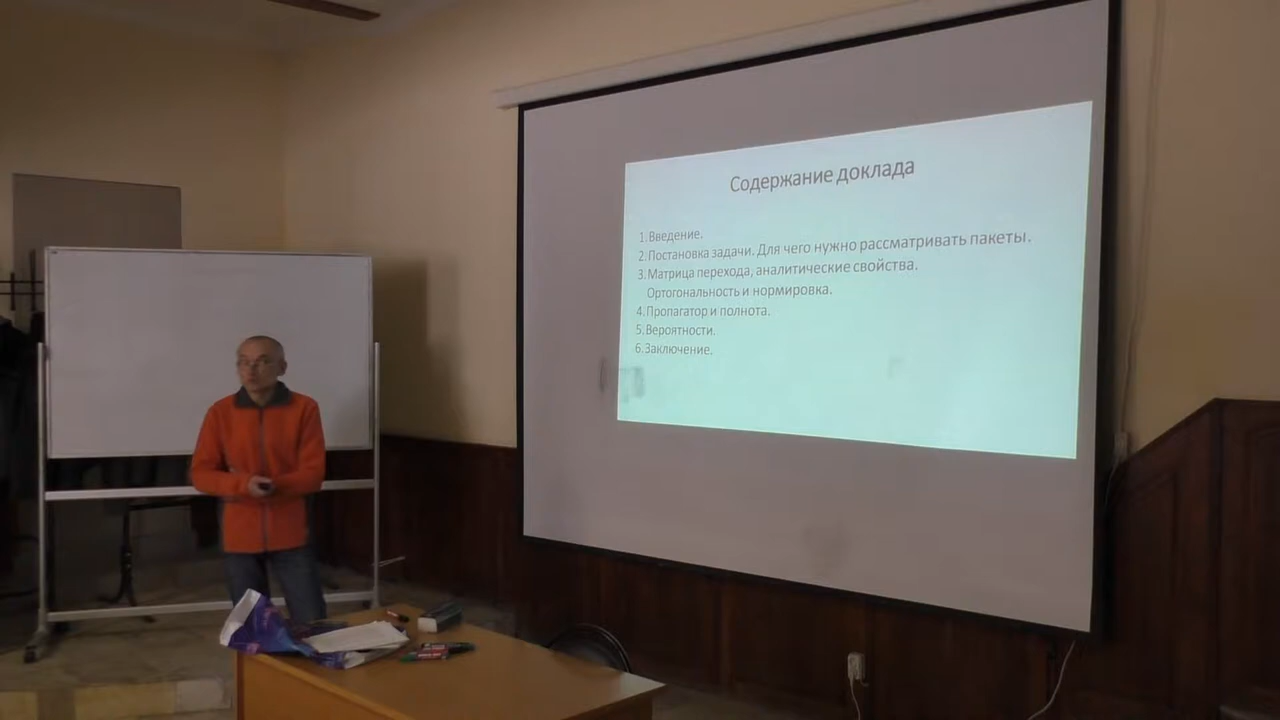 Содержание доклада
1. Введение.
2. Постановка задачи. Для чего нужно рассматривать пакеты.
3. Матрица перехода, аналитические свойства.
Ортогональность и нормировка.
4. Пропагатор и полнота.
5. Вероятности.
6. Заключение.